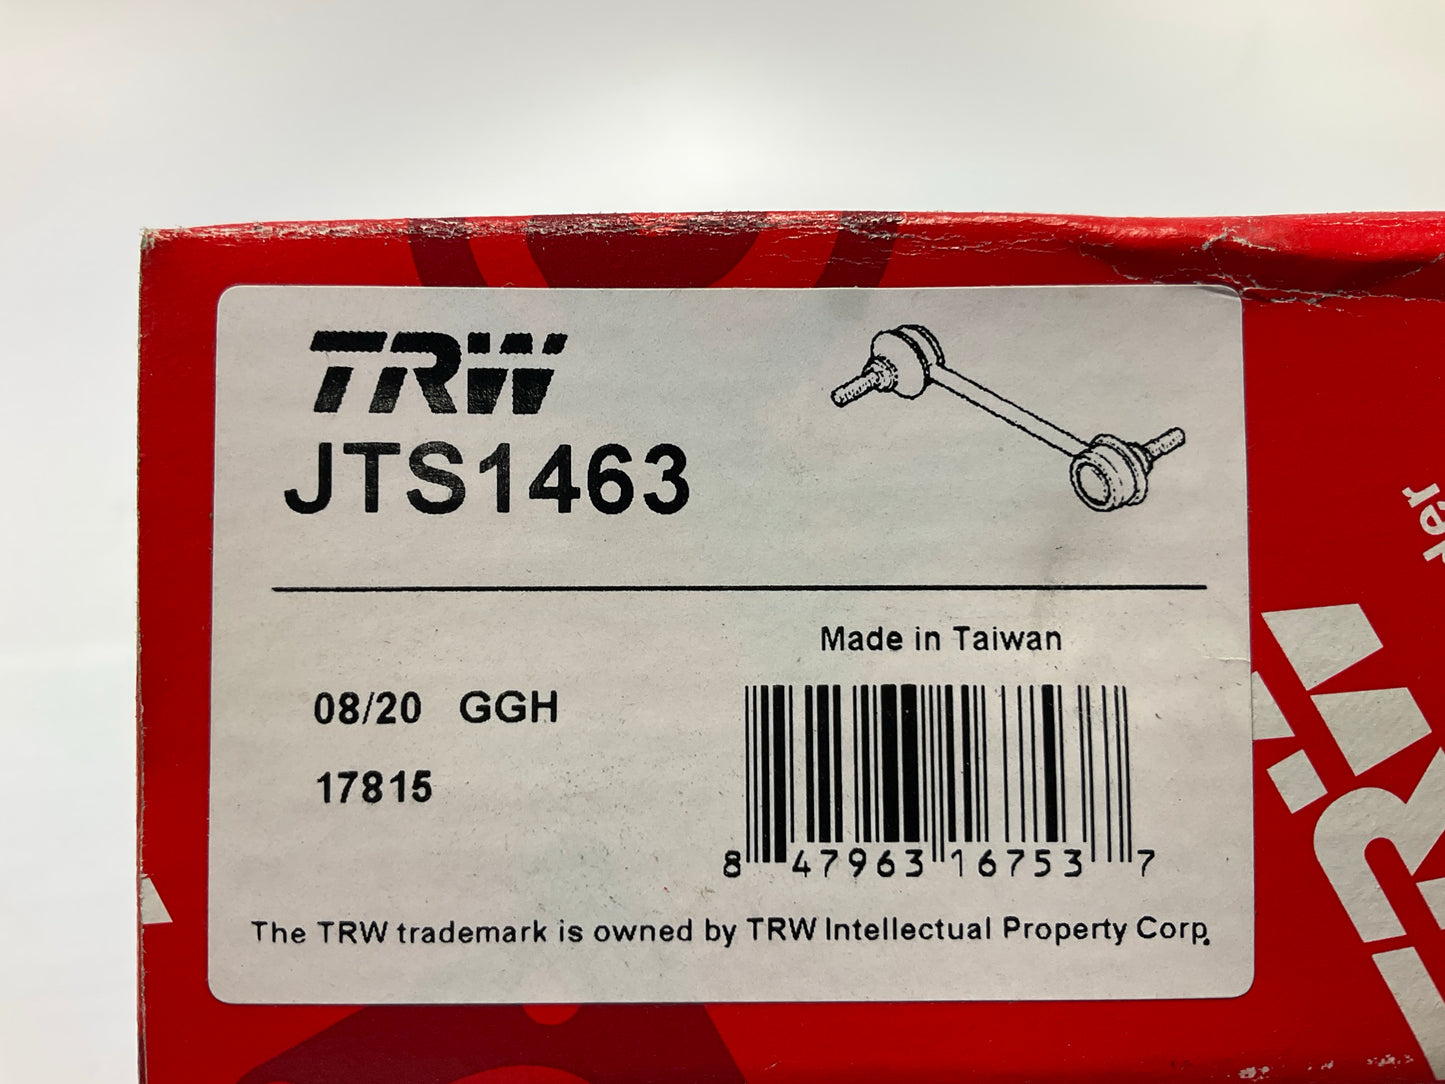 TRW
JTS1463
Made in Taiwan
08/20 GGH
17815
8 47963 16753 7
The TRW trademark is owned by TRW Intellectual Property Corp.
TRW